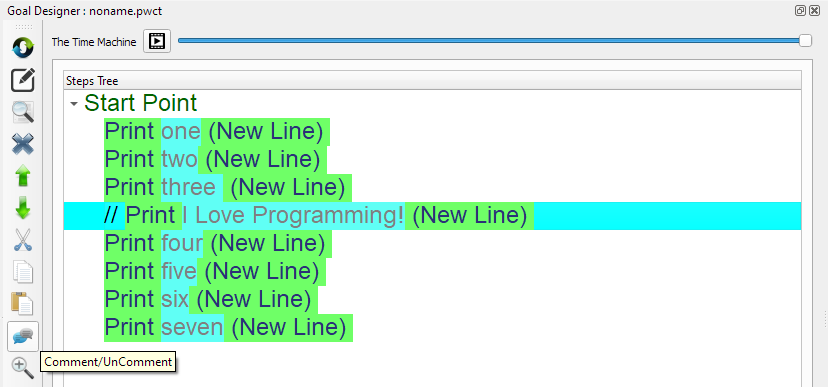 Goal Designer : noname.pwct
The Time Machine
Steps Tree
Start Point
Print one (New Line)
Print two (New Line)
Print three (New Line)
// Print I Love Programming! (New Line)
Print four (New Line)
Print five (New Line)
Print six (New Line)
Print seven (New Line)
Comment/UnComment